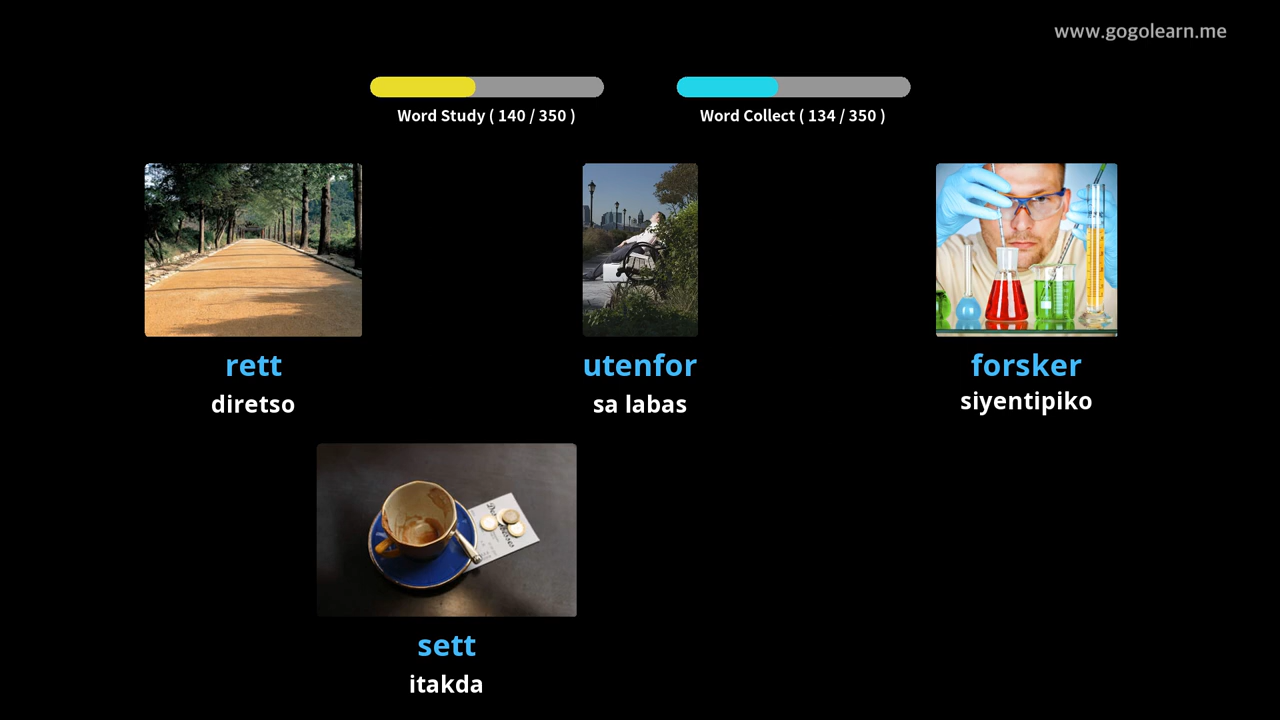 www.gogolearn.me
Word Study ( 140 / 350 )
Word Collect ( 134 / 350 )
rett
diretso
utenfor
sa labas
forsker
siyentipiko
sett
itakda